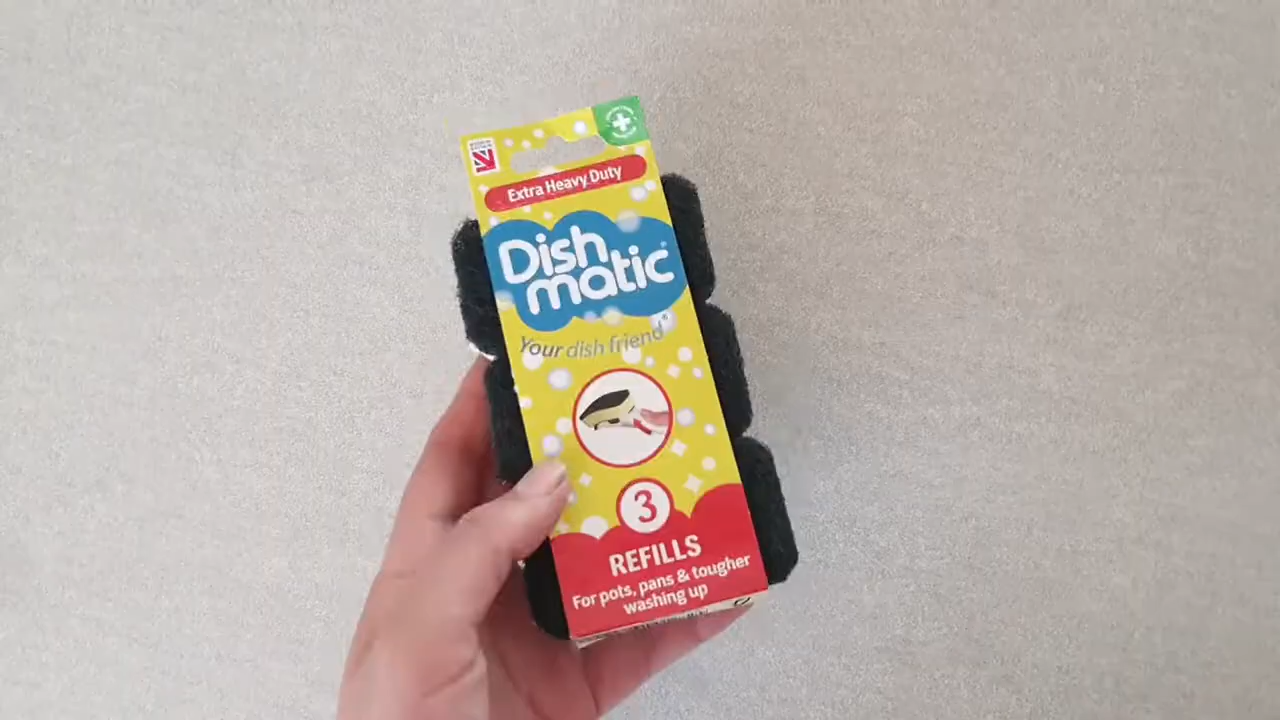 Extra Heavy Duty
Dish
matic
Your dish friend
3
REFILLS
For pots, pans & tougher
washing up